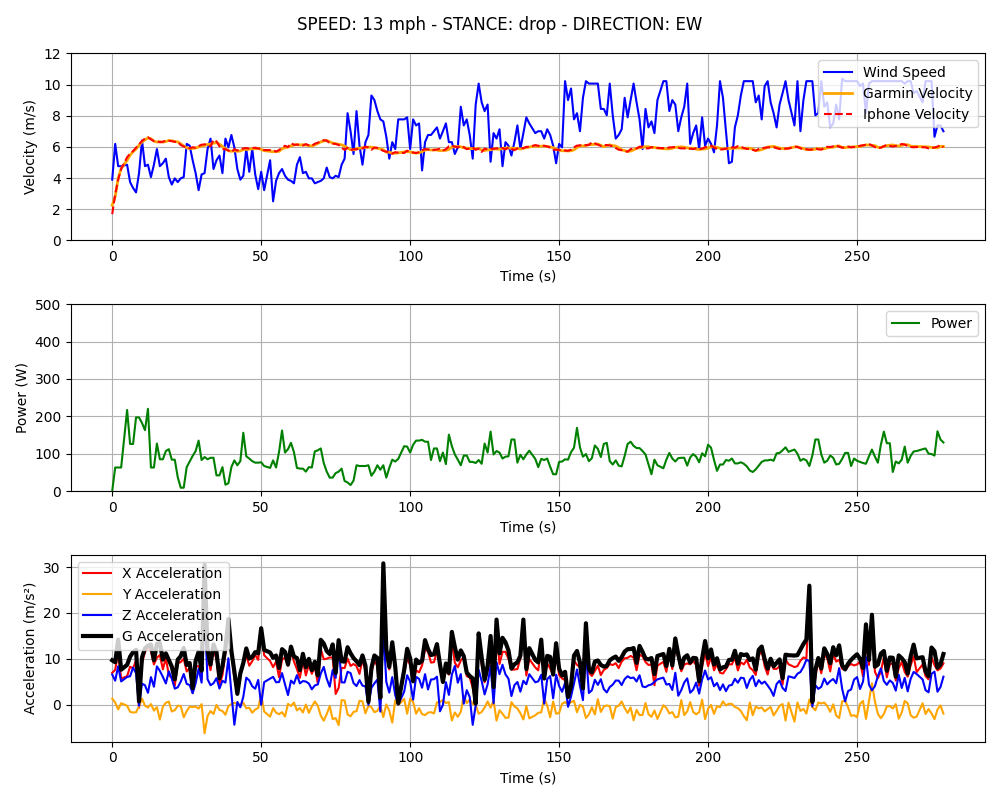 SPEED: 13 mph - STANCE: drop - DIRECTION: EW
12
10
8
6
4
2
0
Velocity (m/s)
Wind Speed
Garmin Velocity
Iphone Velocity
0 50 100 150 200 250
Time (s)
500
400
300
200
100
0
Power (W)
Power
0 50 100 150 200 250
Time (s)
30
20
10
0
Acceleration (m/s²)
X Acceleration
Y Acceleration
Z Acceleration
G Acceleration
0 50 100 150 200 250
Time (s)